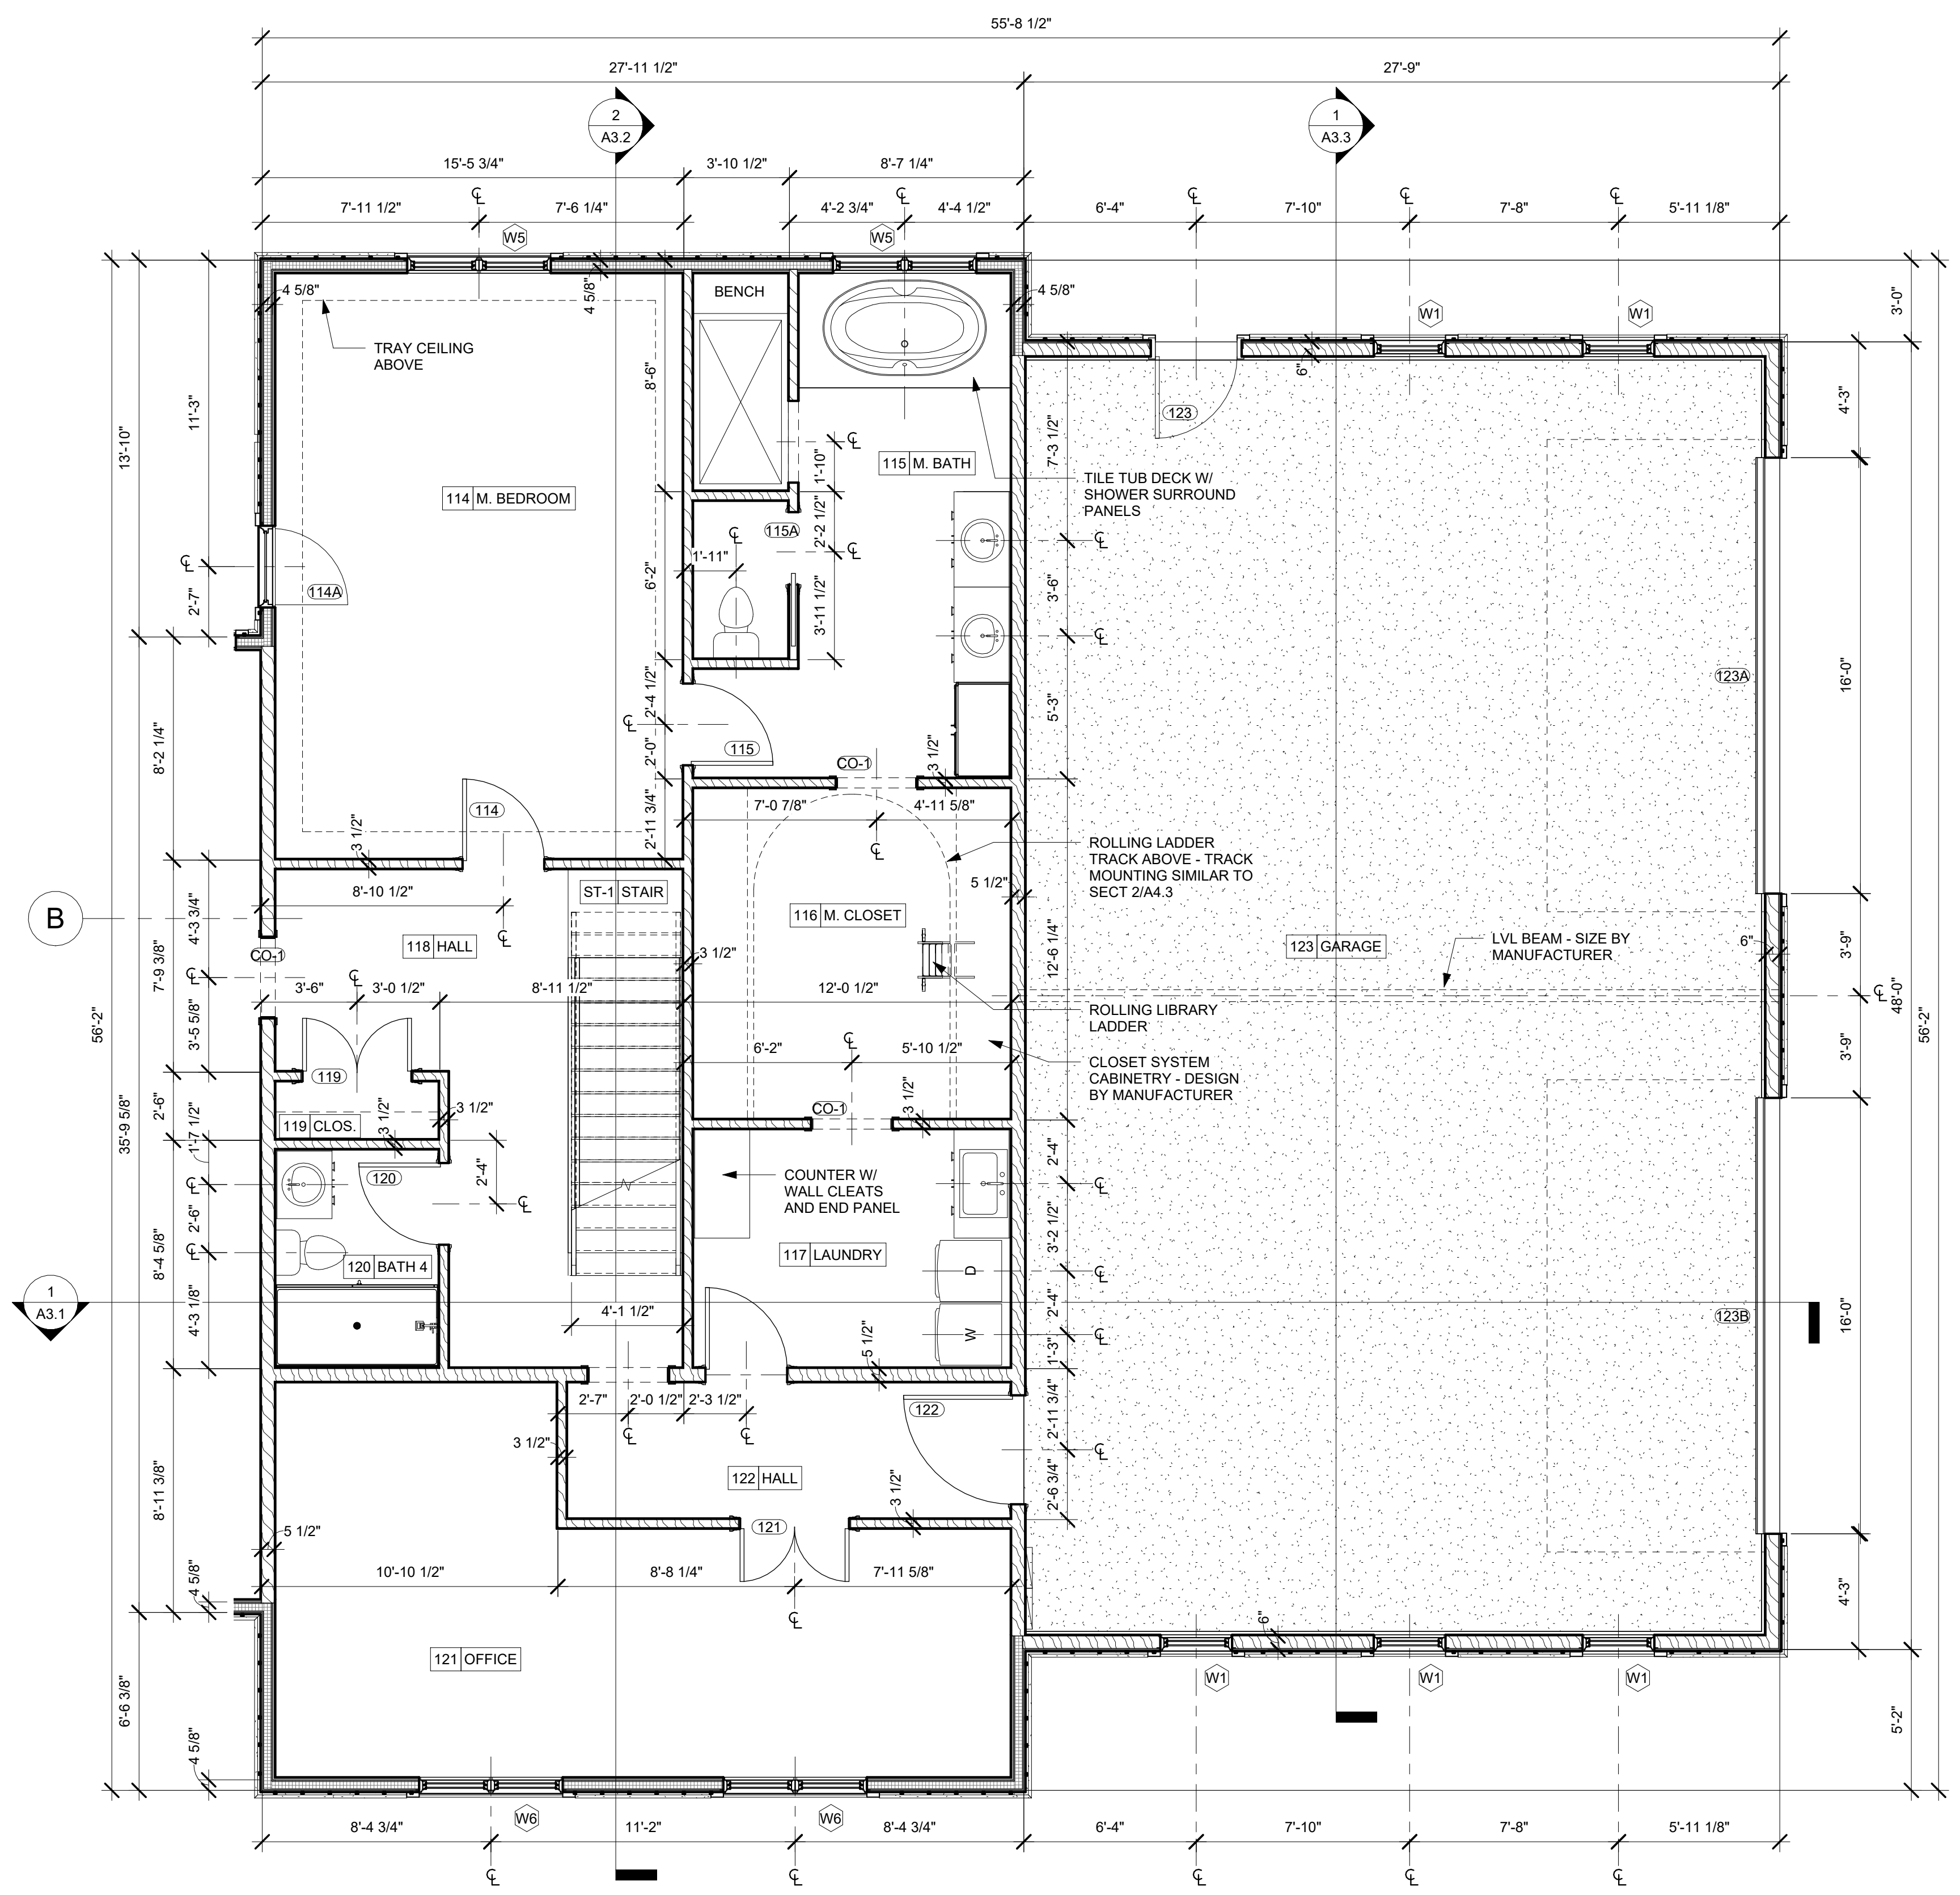 55'-8 1/2"
27'-11 1/2"
27'-9"
2
A3.2
1
A3.3
15'-5 3/4"
3'-10 1/2"
8'-7 1/4"
7'-11 1/2"
7'-6 1/4"
4'-2 3/4"
4'-4 1/2"
6'-4"
7'-10"
7'-8"
5'-11 1/8"
W5
W5
4 5/8"
4 5/8"
BENCH
4 5/8"
3'-0"
W1
W1
TRAY CEILING
ABOVE
6"
8'-6"
11'-3"
13'-10"
4'-3"
123
7'-3 1/2"
115 M. BATH
1'-10"
TILE TUB DECK W/
SHOWER SURROUND
PANELS
114 M. BEDROOM
115A
2'-2 1/2"
1'-11"
6'-2"
3'-6"
114A
2'-7"
3'-11 1/2"
123A
16'-0"
2'-4 1/2"
5'-3"
8'-2 1/4"
115
2'-0"
CO-1
3 1/2"
7'-0 7/8"
4'-11 5/8"
114
3 1/2"
2'-11 3/4"
ROLLING LADDER
TRACK ABOVE - TRACK
MOUNTING SIMILAR TO
SECT 2/A4.3
8'-10 1/2"
ST-1 STAIR
5 1/2"
B
4'-3 3/4"
116 M. CLOSET
118 HALL
CO-1
3 1/2"
12'-6 1/4"
123 GARAGE
LVL BEAM - SIZE BY
MANUFACTURER
6"
3'-9"
7'-9 3/8"
3'-6"
3'-0 1/2"
8'-11 1/2"
12'-0 1/2"
48'-0"
56'-2"
56'-2"
3'-5 5/8"
ROLLING LIBRARY
LADDER
6'-2"
5'-10 1/2"
3'-9"
CLOSET SYSTEM
CABINETRY - DESIGN
BY MANUFACTURER
119
2'-6"
35'-9 5/8"
1'-7 1/2"
119 CLOS.
3 1/2"
3 1/2"
CO-1
3 1/2"
2'-4"
2'-4"
120
COUNTER W/
WALL CLEATS
AND END PANEL
2'-6"
8'-4 5/8"
3'-2 1/2"
117 LAUNDRY
120 BATH 4
D
1
A3.1
4'-3 1/8"
4'-1 1/2"
2'-4"
W
123B
16'-0"
5 1/2"
1'-3"
2'-7"
2'-0 1/2"
2'-3 1/2"
122
2'-11 3/4"
3 1/2"
122 HALL
8'-11 3/8"
3 1/2"
2'-6 3/4"
5 1/2"
121
10'-10 1/2"
8'-8 1/4"
7'-11 5/8"
4 5/8"
4'-3"
6"
121 OFFICE
W1
W1
W1
6'-6 3/8"
5'-2"
4 5/8"
W6
W6
8'-4 3/4"
11'-2"
8'-4 3/4"
6'-4"
7'-10"
7'-8"
5'-11 1/8"